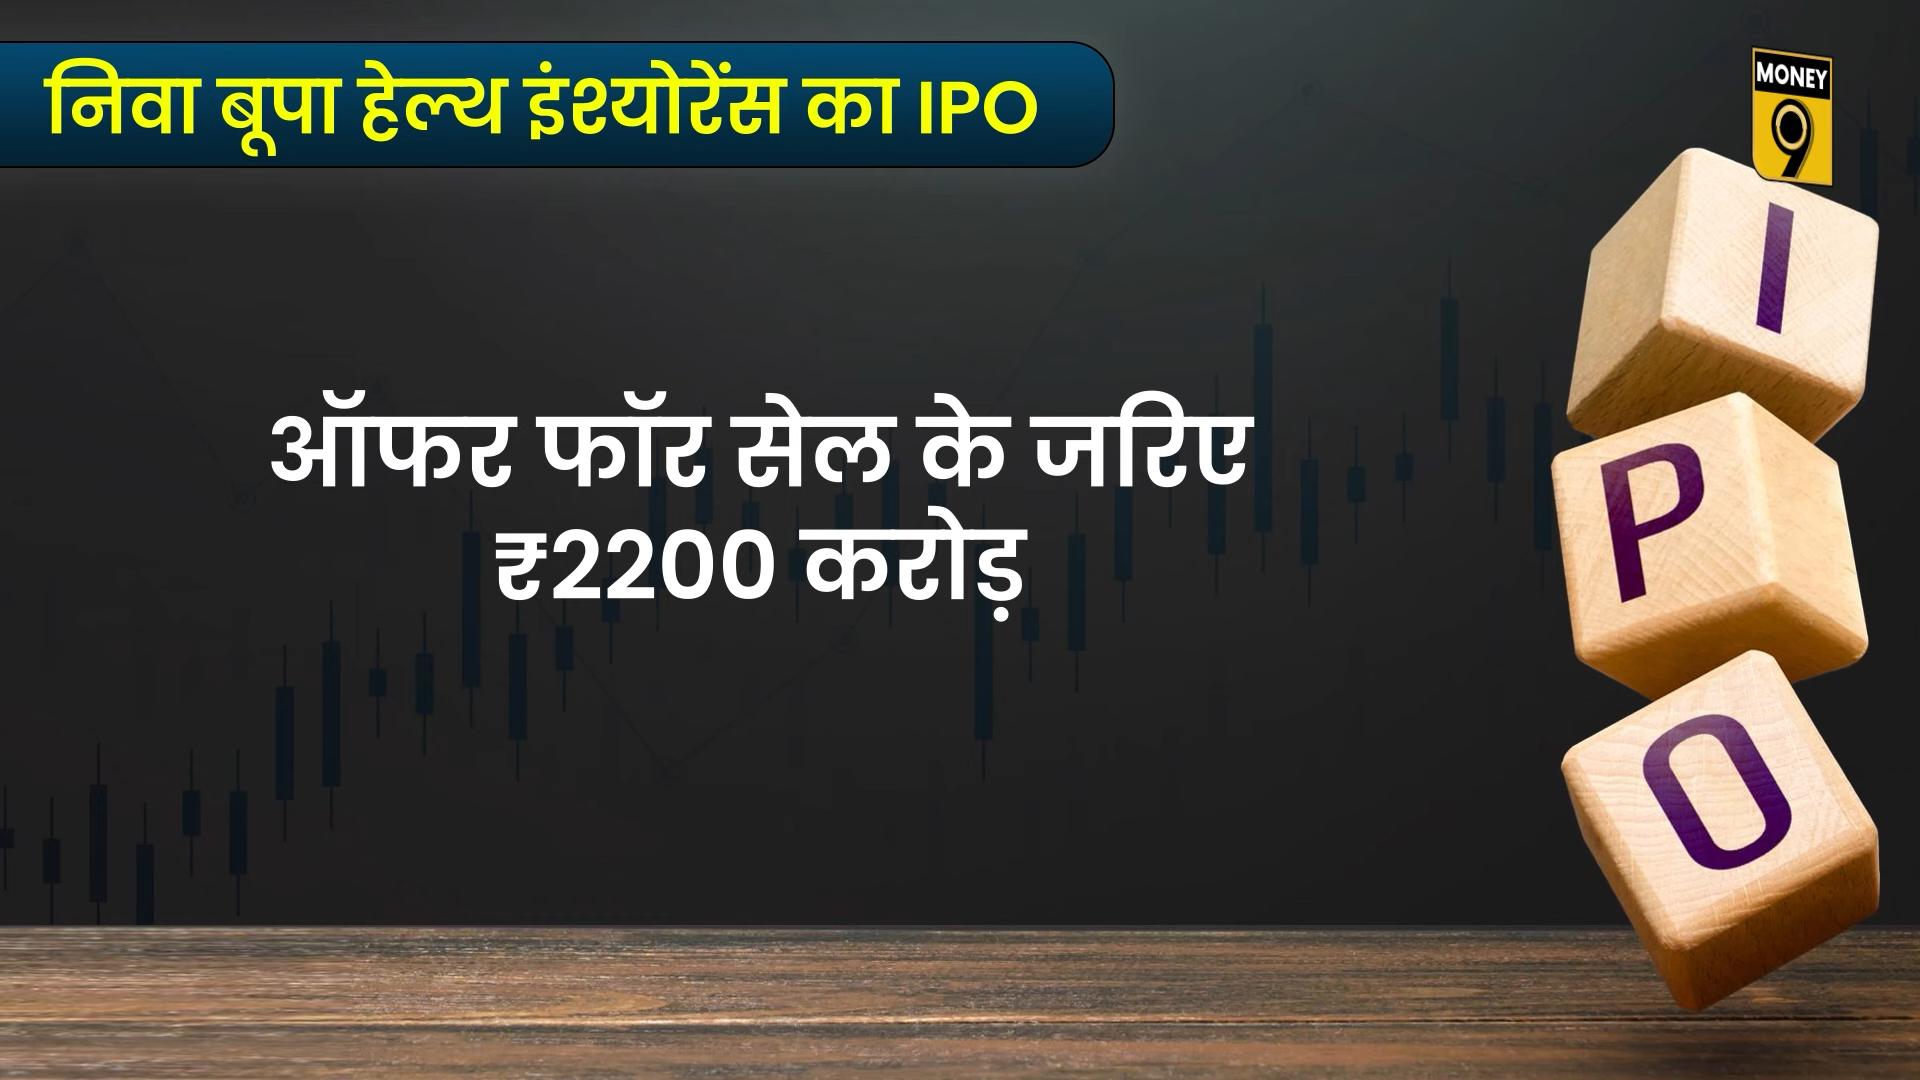 निवा बूपा हेल्थ इंश्योरेंस का IPO
MONEY
9
ऑफर फॉर सेल के जरिए
₹2200 करोड़
I
P
O